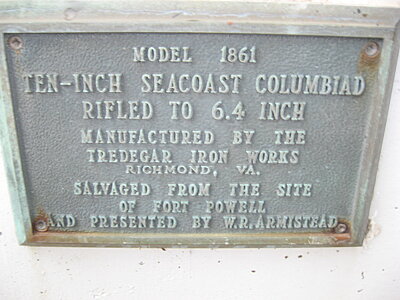 MODEL 1861
TEN-INCH SEACOAST COLUMBIAD
RIFLED TO 6.4 INCH
MANUFACTURED BY THE
TREDEGAR IRON WORKS
RICHMOND, VA.
SALVAGED FROM THE SITE
OF FORT POWELL
AND PRESENTED BY W.R. ARMISTEAD